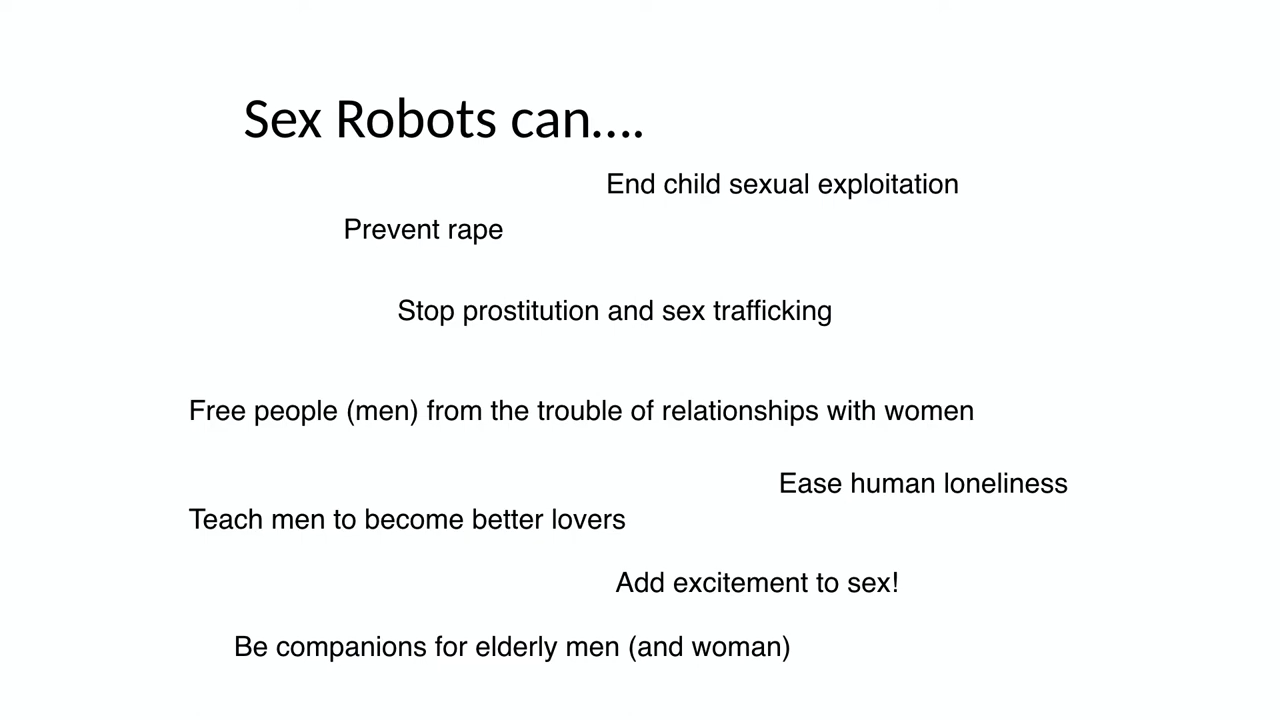 Sex Robots can....
End child sexual exploitation
Prevent rape
Stop prostitution and sex trafficking
Free people (men) from the trouble of relationships with women
Ease human loneliness
Teach men to become better lovers
Add excitement to sex!
Be companions for elderly men (and woman)